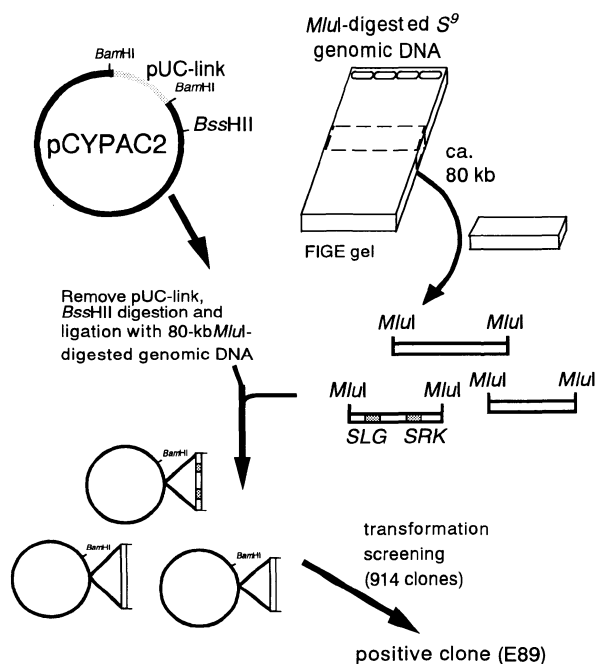 MluI-digested S⁹
genomic DNA
BamHI
pUC-link
BamHI
BssHII
pCYPAC2
ca.
80 kb
FIGE gel
Remove pUC-link,
BssHII digestion and
ligation with 80-kbMluI-
digested genomic DNA
MluI MluI
MluI MluI
MluI MluI
SLG SRK
BamHI
BamHI
BamHI
transformation
screening
(914 clones)
positive clone (E89)